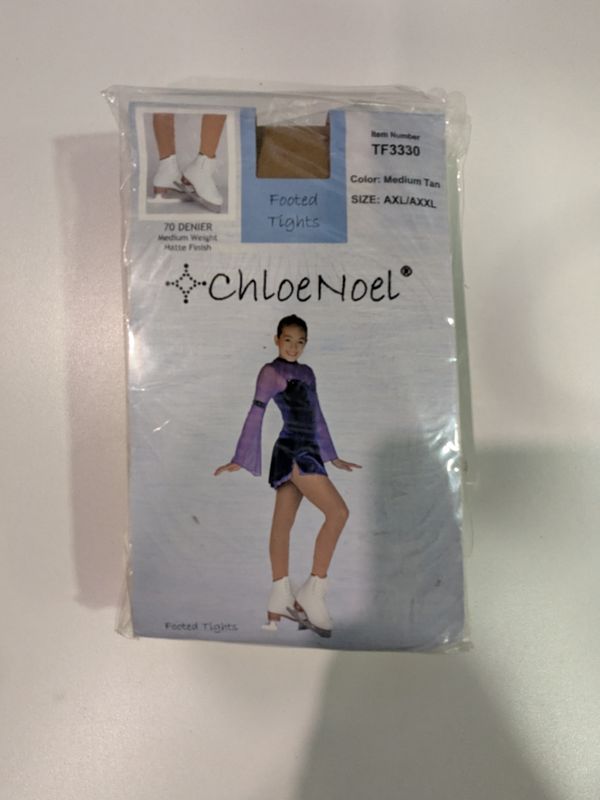 Item Number
TF3330
Color: Medium Tan
SIZE: AXL/AXXL
Footed
Tights
70 DENIER
Medium Weight
Matte Finish
ChloeNoel®
Footed Tights